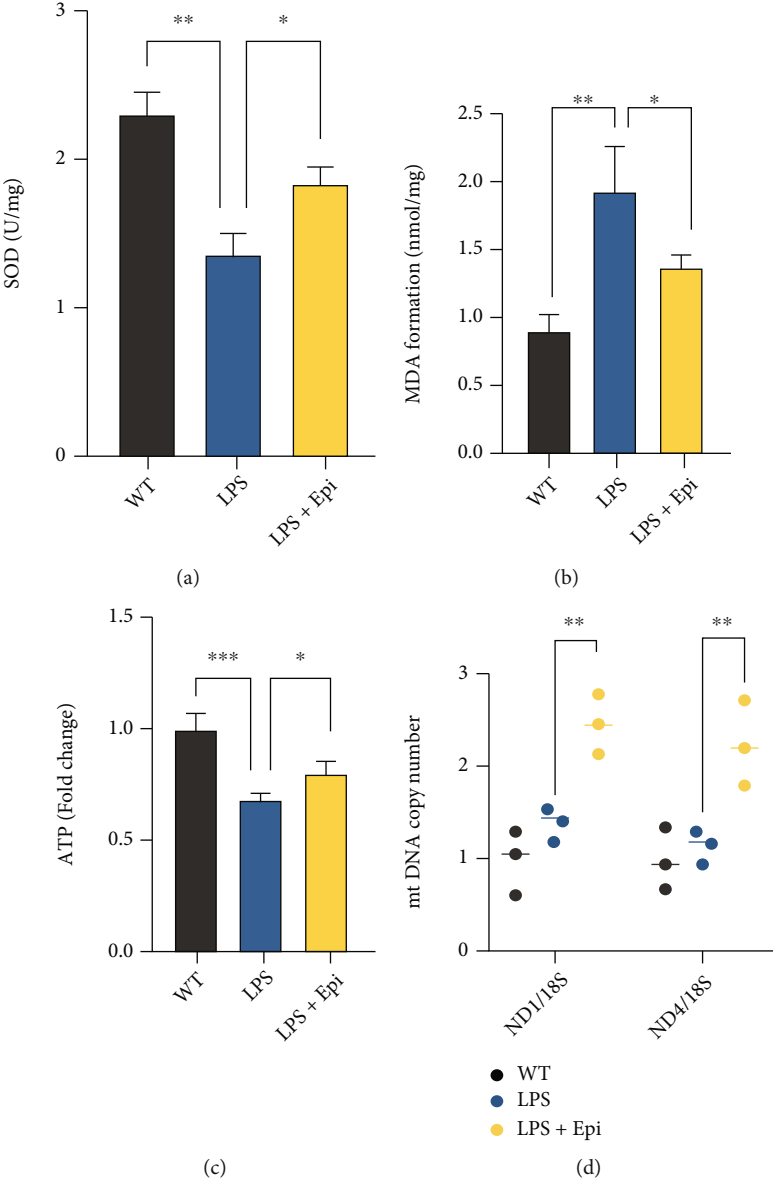 3
2
1
0
SOD (U/mg)
**
*
WT
LPS
LPS + Epi
(a)
2.5
2.0
1.5
1.0
0.5
0.0
MDA formation (nmol/mg)
**
*
WT
LPS
LPS + Epi
(b)
1.5
1.0
0.5
0.0
ATP (Fold change)
***
*
WT
LPS
LPS + Epi
(c)
3
2
1
0
mt DNA copy number
**
**
ND1/18S
ND4/18S
WT
LPS
LPS + Epi
(d)